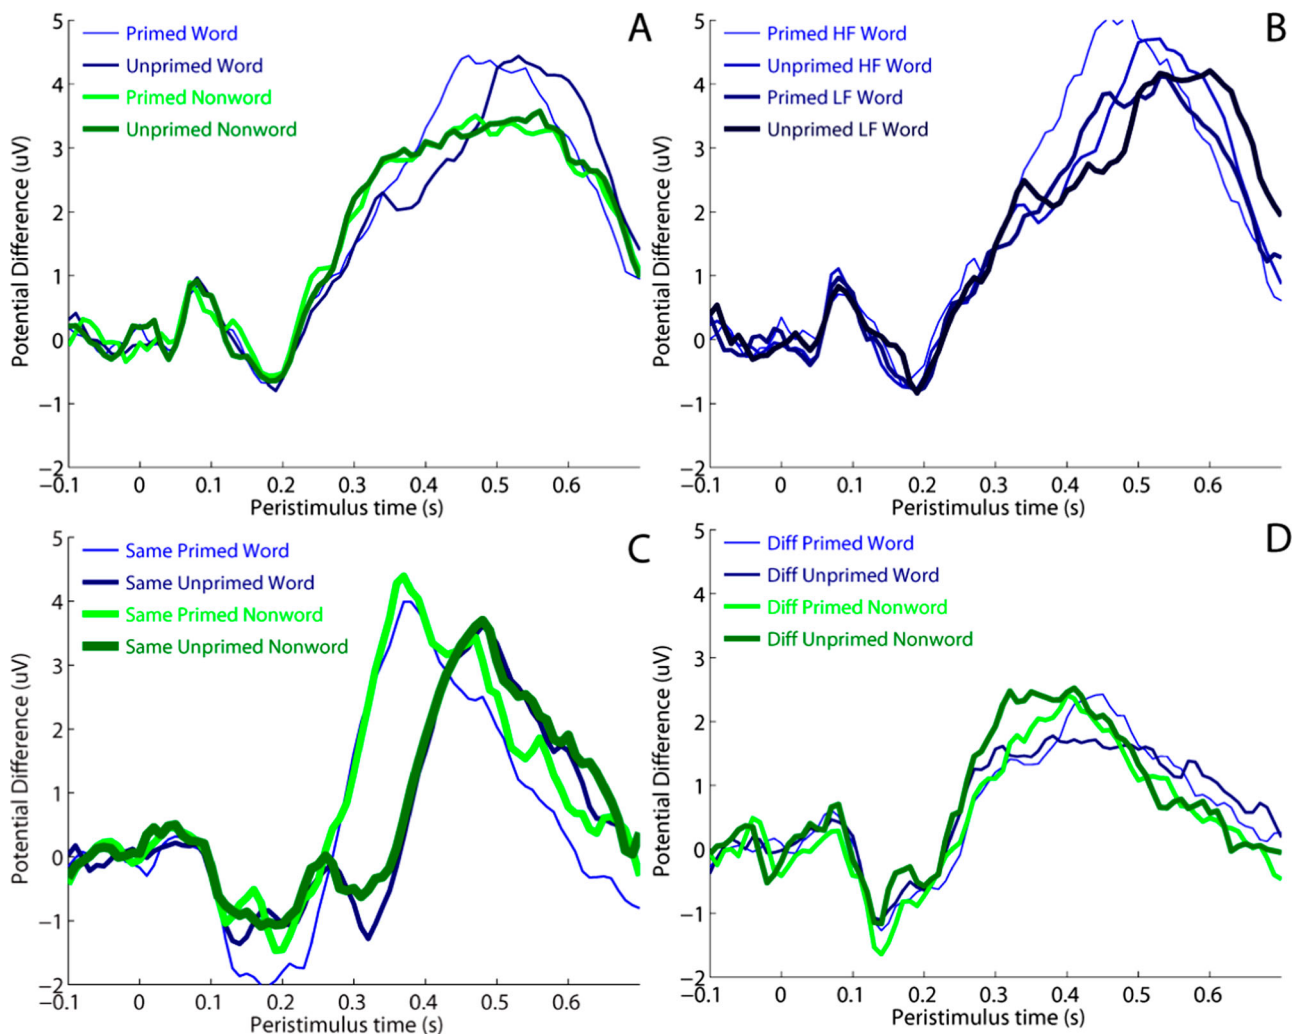 A
Primed Word
Unprimed Word
Primed Nonword
Unprimed Nonword
Potential Difference (uV)
5
4
3
2
1
0
−1
−2
−0.1 0 0.1 0.2 0.3 0.4 0.5 0.6
Peristimulus time (s)
B
Primed HF Word
Unprimed HF Word
Primed LF Word
Unprimed LF Word
Potential Difference (uV)
5
4
3
2
1
0
−1
−2
−0.1 0 0.1 0.2 0.3 0.4 0.5 0.6
Peristimulus time (s)
C
Same Primed Word
Same Unprimed Word
Same Primed Nonword
Same Unprimed Nonword
Potential Difference (uV)
5
4
3
2
1
0
−1
−2
−0.1 0 0.1 0.2 0.3 0.4 0.5 0.6
Peristimulus time (s)
D
Diff Primed Word
Diff Unprimed Word
Diff Primed Nonword
Diff Unprimed Nonword
Potential Difference (uV)
5
4
3
2
1
0
−1
−2
−0.1 0 0.1 0.2 0.3 0.4 0.5 0.6
Peristimulus time (s)